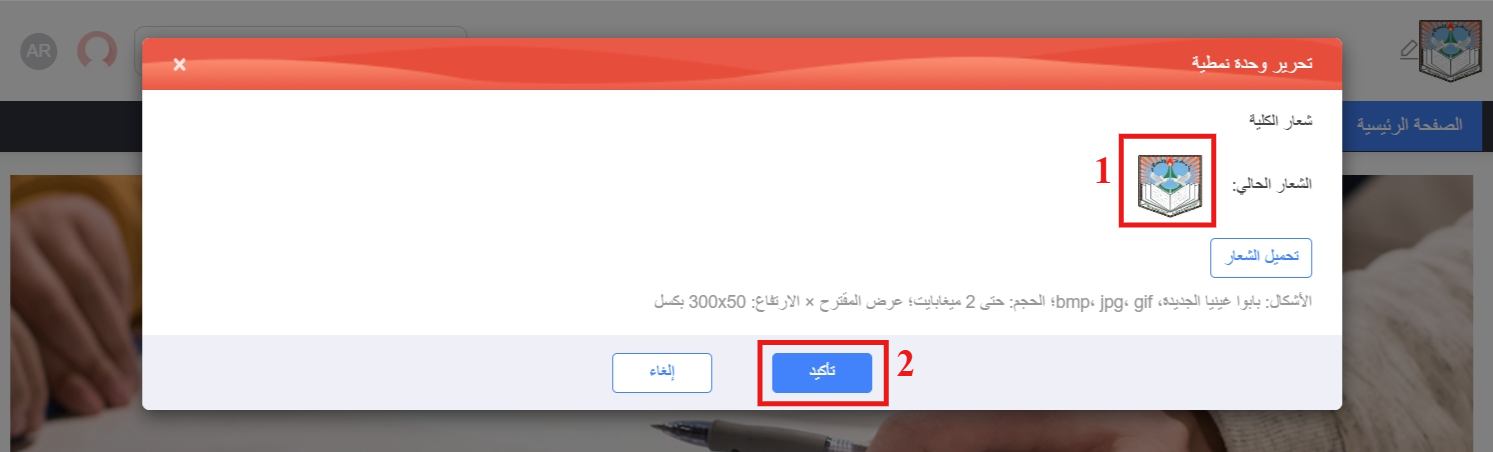 AR
تحرير وحدة نمطية
×
الصفحة الرئيسية
شعار الكلية
الشعار الحالي:
1
تحميل الشعار
الأشكال: بابوا غينيا الجديدة، bmp، jpg، gif؛ الحجم: حتى 2 ميغابايت؛ عرض المقترح × الارتفاع: 300x50 بكسل
تأكيد
2
إلغاء